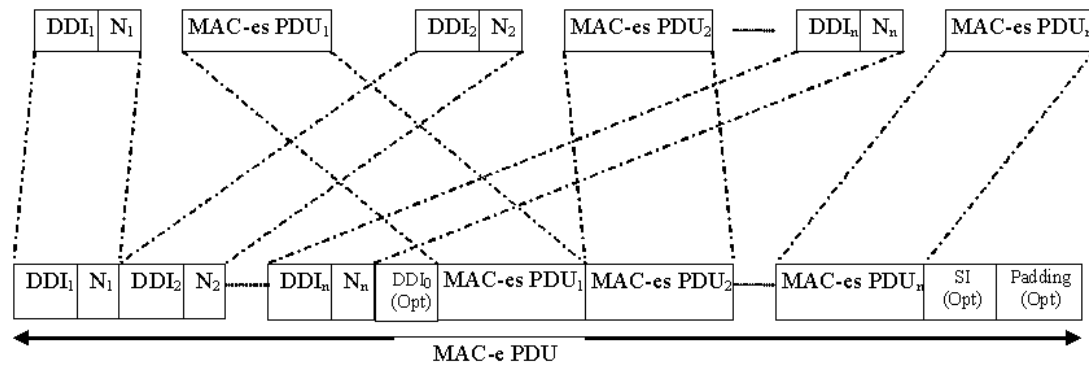 DDI₁ N₁ MAC-es PDU₁ DDI₂ N₂ MAC-es PDU₂ DDIₙ Nₙ MAC-es PDUₙ
DDI₁ N₁ DDI₂ N₂ DDIₙ Nₙ DDI₀ (Opt) MAC-es PDU₁ MAC-es PDU₂ MAC-es PDUₙ SI (Opt) Padding (Opt)
MAC-e PDU